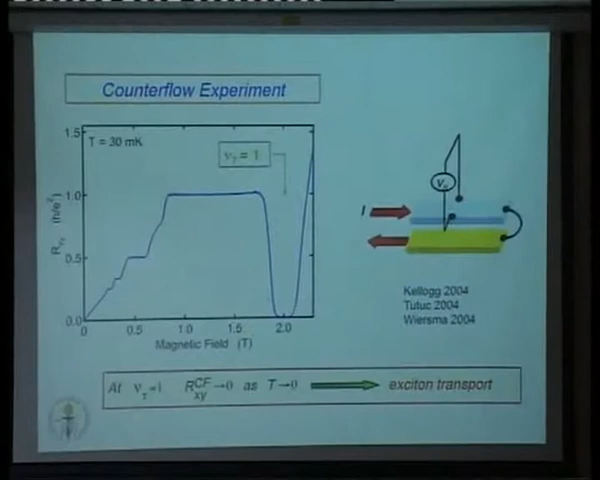 Counterflow Experiment
T = 30 mK
νT = 1
1.5
1.0
0.5
0.0
Rxy (h/e²)
0
0.5
1.0
1.5
2.0
Magnetic Field (T)
I
V
Kellogg 2004
Tutuc 2004
Wiersma 2004
At νT=1 RxyCF→0 as T→0 exciton transport